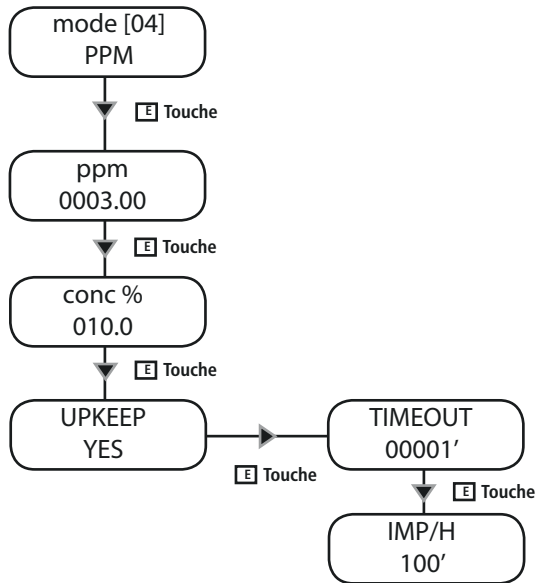 mode [04]
PPM
E Touche
ppm
0003.00
E Touche
conc %
010.0
E Touche
UPKEEP
YES
E Touche
TIMEOUT
00001’
E Touche
IMP/H
100’